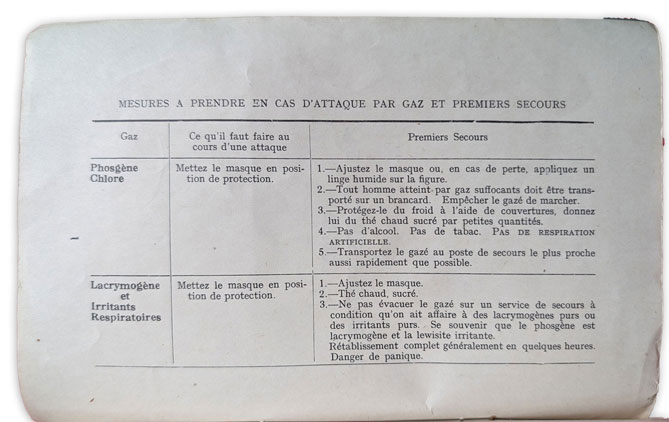 MESURES A PRENDRE EN CAS D'ATTAQUE PAR GAZ ET PREMIERS SECOURS
Gaz
Ce qu'il faut faire au
cours d'une attaque
Premiers Secours
Phosgène
Chlore
Mettez le masque en posi-
tion de protection.
1.—Ajustez le masque ou, en cas de perte, appliquez un
linge humide sur la figure.
2.—Tout homme atteint par gaz suffocants doit être trans-
porté sur un brancard. Empêcher le gazé de marcher.
3.—Protégez-le du froid à l'aide de couvertures, donnez
lui du thé chaud sucré par petites quantités.
4.—Pas d'alcool. Pas de tabac. PAS DE RESPIRATION
ARTIFICIELLE.
5.—Transportez le gazé au poste de secours le plus proche
aussi rapidement que possible.
Lacrymogène
et
Irritants
Respiratoires
Mettez le masque en posi-
tion de protection.
1.—Ajustez le masque.
2.—Thé chaud, sucré.
3.—Ne pas évacuer le gazé sur un service de secours à
condition qu'on ait affaire à des lacrymogènes purs ou
des irritants purs. Se souvenir que le phosgène est
lacrymogène et la lewisite irritante.
Rétablissement complet généralement en quelques heures.
Danger de panique.